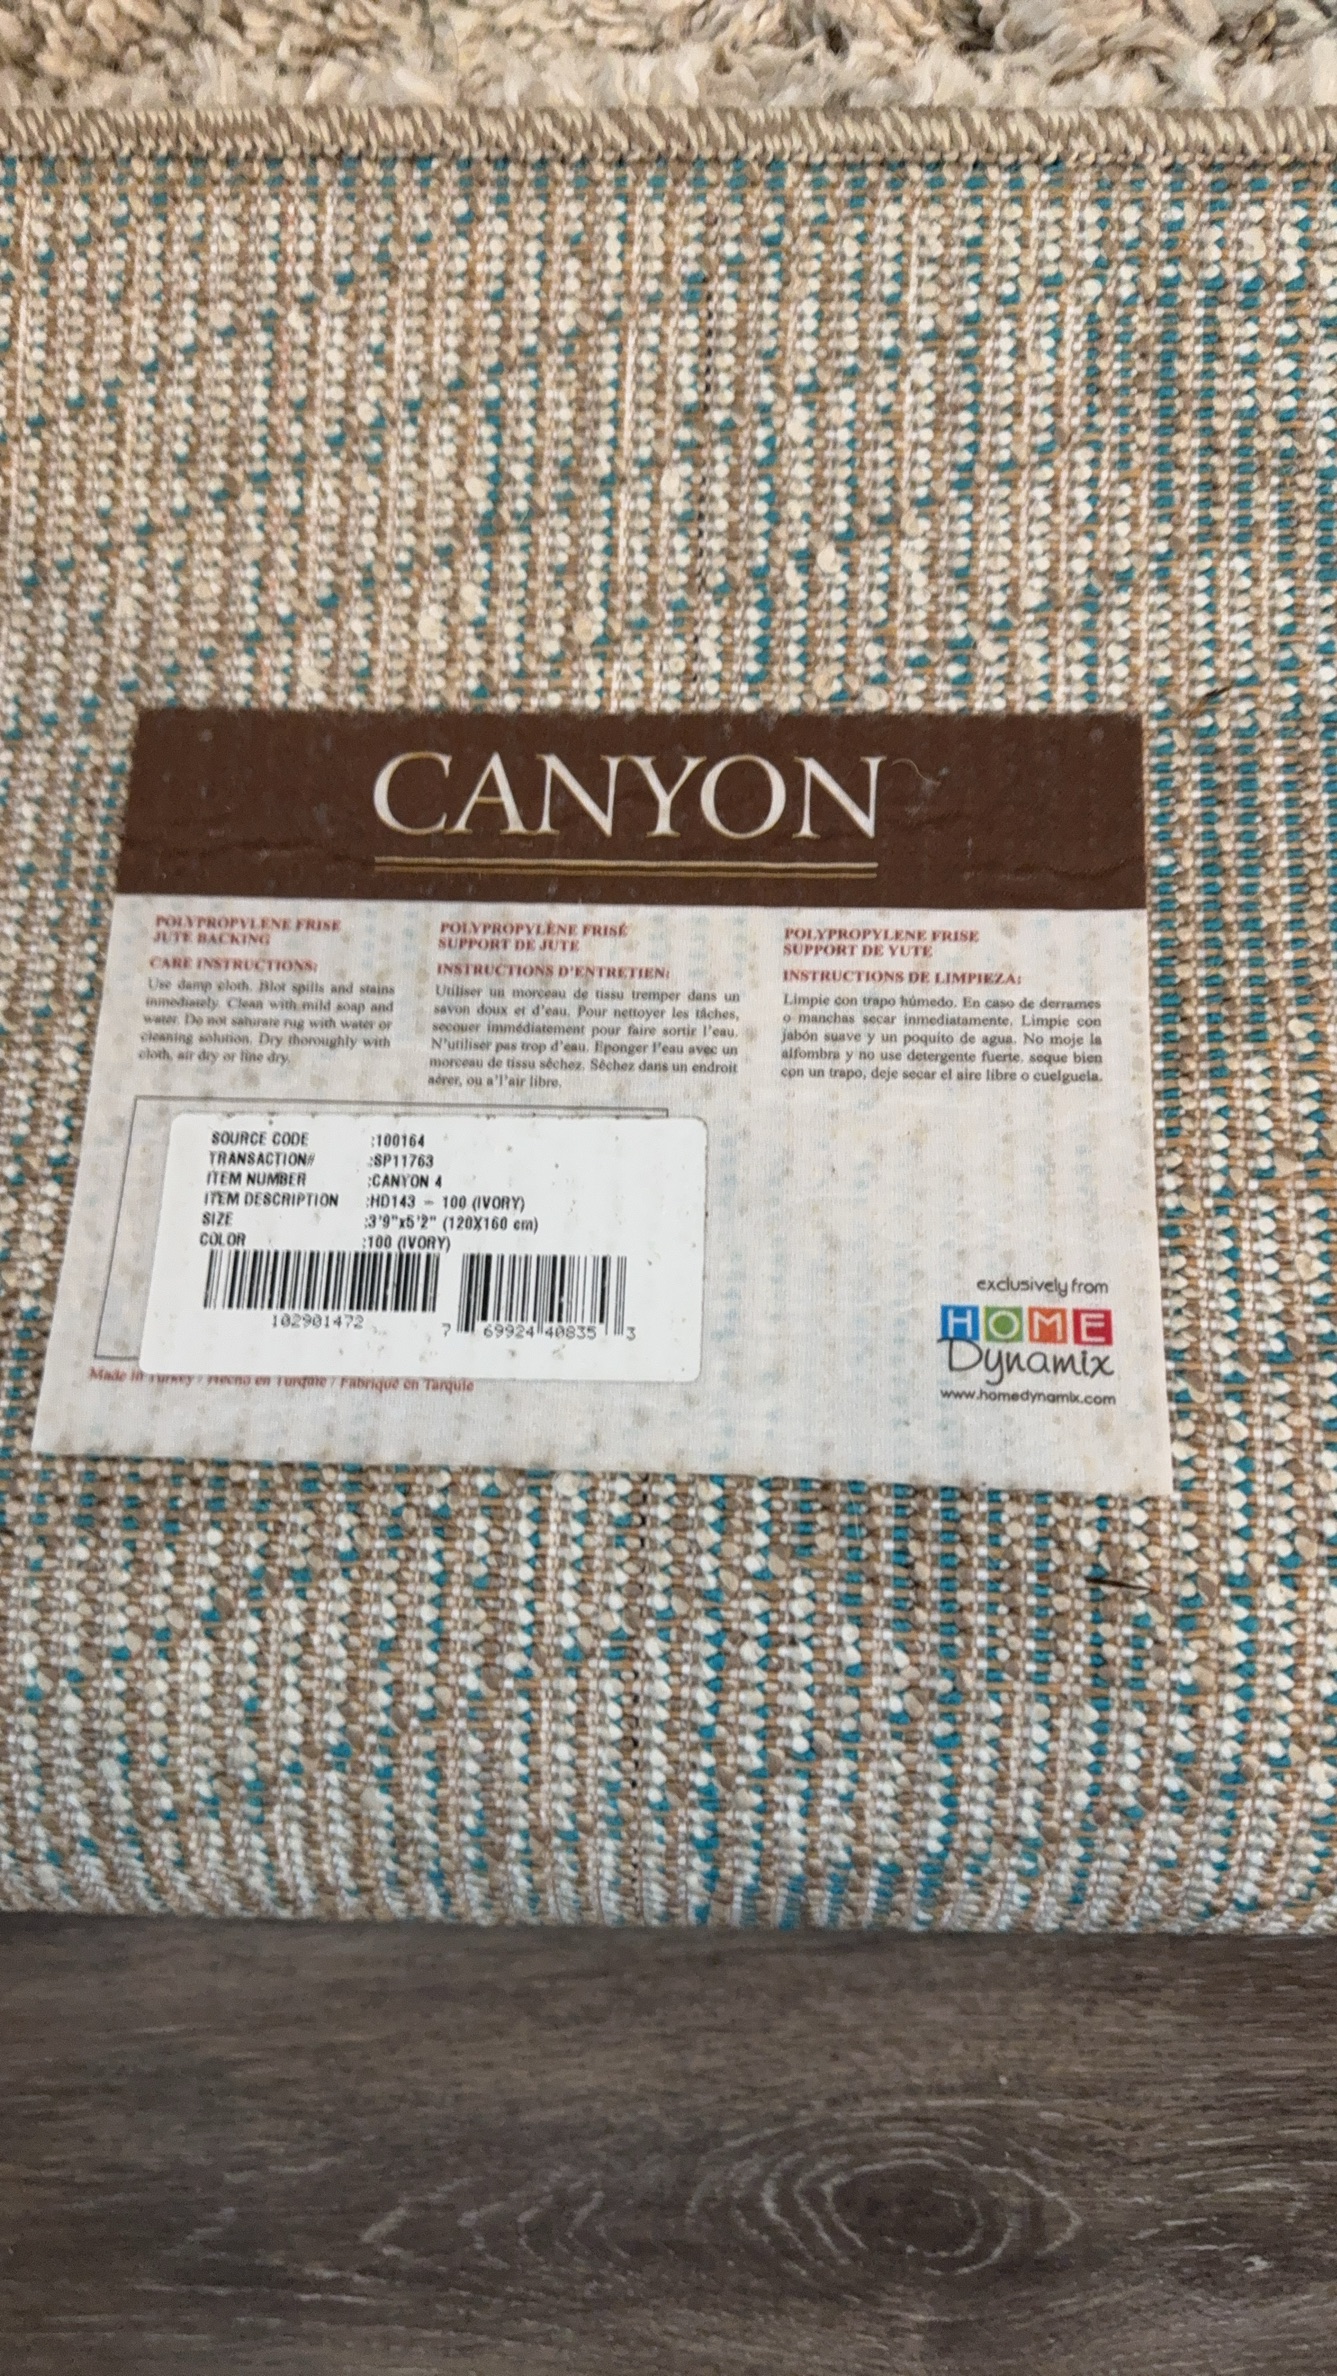 CANYON
POLYPROPYLENE FRISE
JUTE BACKING
CARE INSTRUCTIONS:
Use damp cloth. Blot spills and stains
immediately. Clean with mild soap and
water. Do not saturate rug with water or
cleaning solution. Dry thoroughly with
cloth, air dry or line dry.
POLYPROPYLÈNE FRISÉ
SUPPORT DE JUTE
INSTRUCTIONS D'ENTRETIEN:
Utiliser un morceau de tissu tremper dans un
savon doux et d'eau. Pour nettoyer les tâches,
secouer immédiatement pour faire sortir l'eau.
N'utiliser pas trop d'eau. Eponger l'eau avec un
morceau de tissu sêchez. Sêchez dans un endroit
aérer, ou a'l'air libre.
POLYPROPYLENE FRISE
SUPPORT DE YUTE
INSTRUCTIONES DE LIMPIEZA:
Limpie con trapo húmedo. En caso de derrames
o manchas secar inmediatamente. Limpie con
jabón suave y un poquito de agua. No moje la
alfombra y no use detergente fuerte. seque bien
con un trapo, deje secar el aire libre o cuelguela.
SOURCE CODE :100164
TRANSACTION# :SP11763
ITEM NUMBER :CANYON 4
ITEM DESCRIPTION :HD143 - 100 (IVORY)
SIZE :3'9"x5'2" (120X160 cm)
COLOR :100 (IVORY)
102901472
7 69924 40835 3
Made in Turkey / Hecho en Turquie / Fabriqué en Tarquie
exclusively from
HOME
Dynamix
www.homedynamix.com